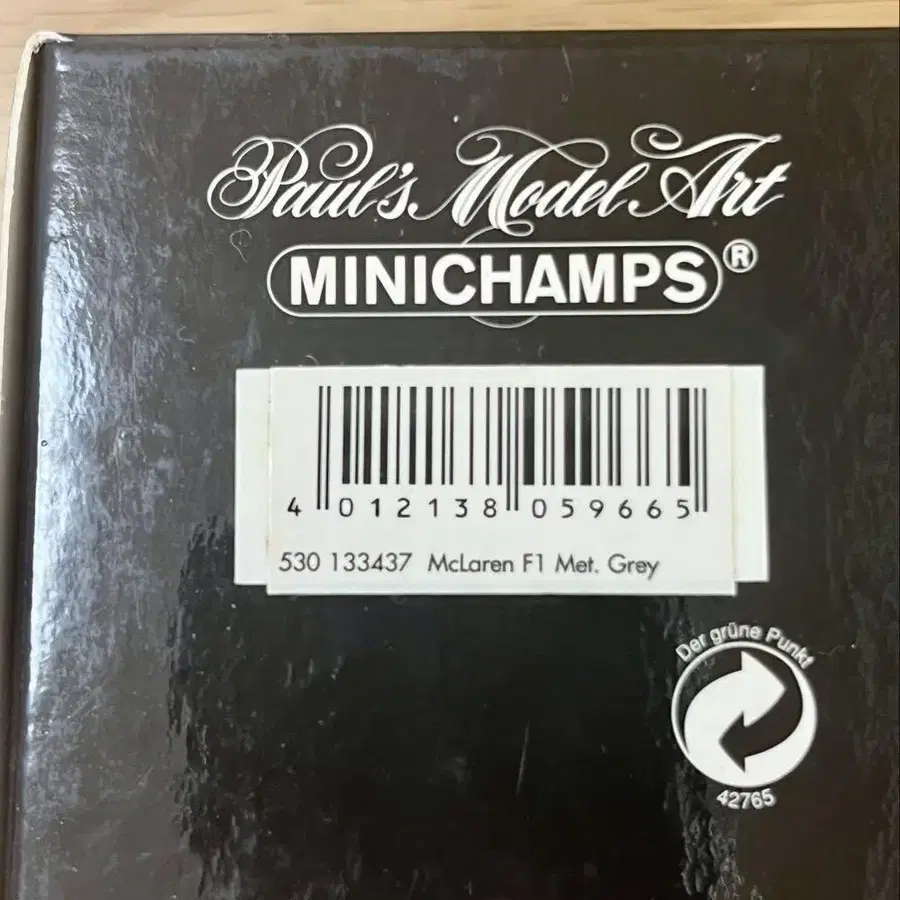 Paul's Model Art
MINICHAMPS®
4 012138 059665
530 133437 McLaren F1 Met. Grey
Der grüne Punkt
42765